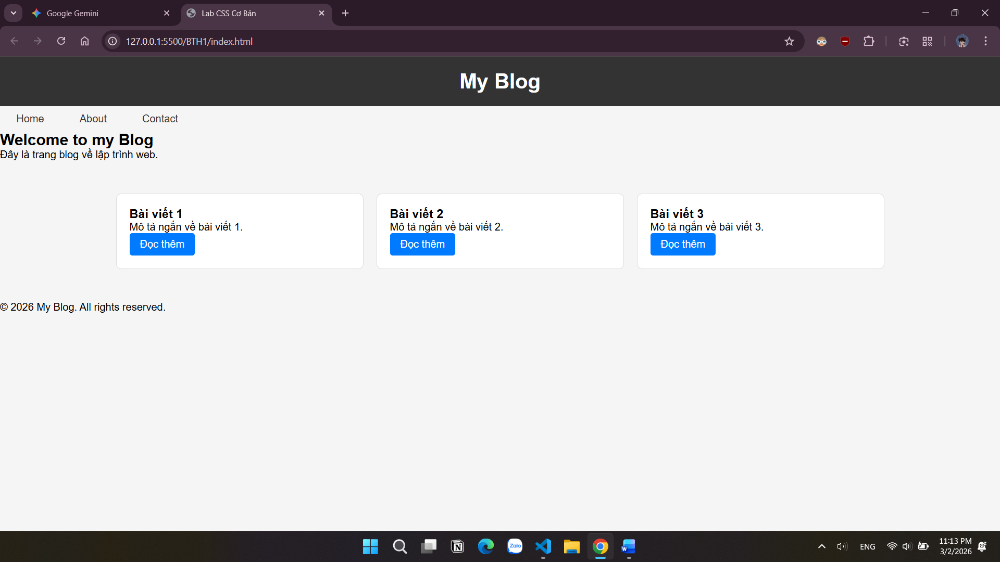 Google Gemini
Lab CSS Cơ Bản
127.0.0.1:5500/BTH1/index.html
My Blog
Home About Contact
Welcome to my Blog
Đây là trang blog về lập trình web.
Bài viết 1
Mô tả ngắn về bài viết 1.
Đọc thêm
Bài viết 2
Mô tả ngắn về bài viết 2.
Đọc thêm
Bài viết 3
Mô tả ngắn về bài viết 3.
Đọc thêm
© 2026 My Blog. All rights reserved.
Zalo
ENG
11:13 PM
3/2/2026